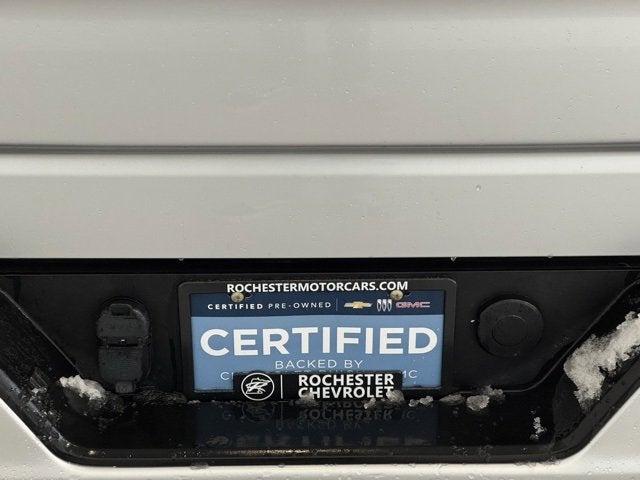 ROCHESTERMOTORCARS.COM
CERTIFIED PRE-OWNED GMC
CERTIFIED
BACKED BY
ROCHESTER
CHEVROLET